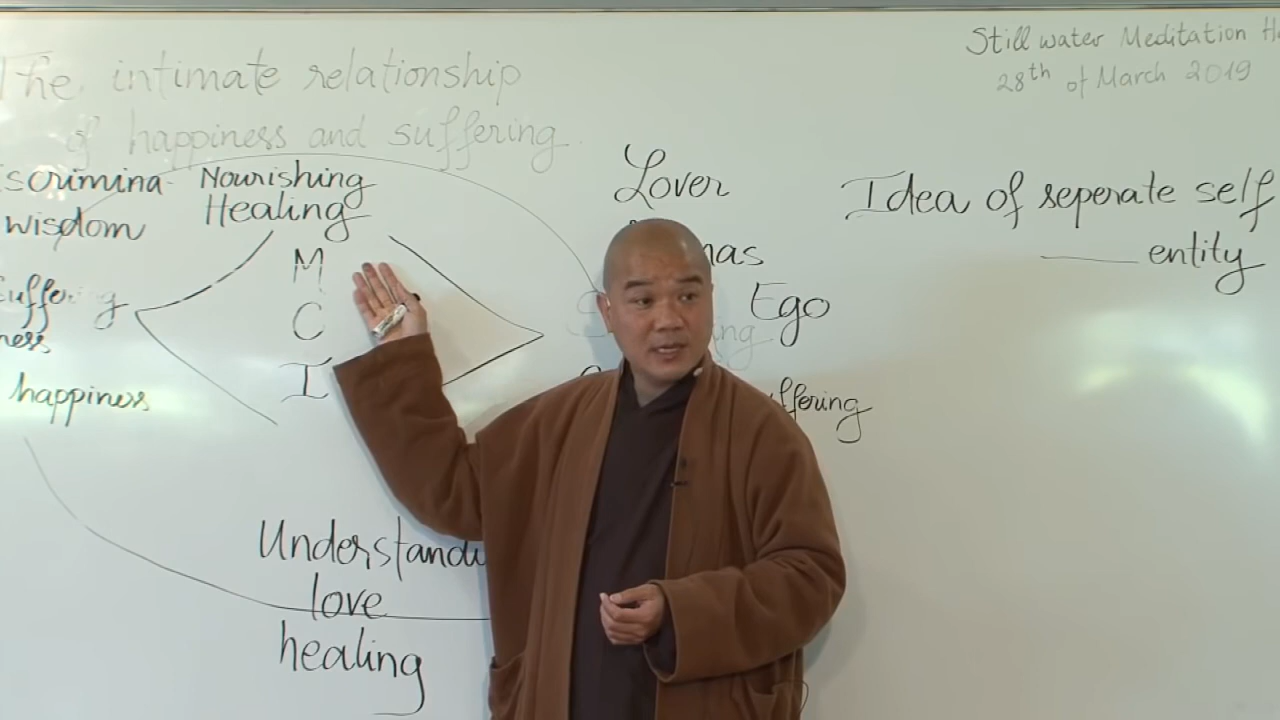 Still water Meditation
28th of March 2019
The intimate relationship
of happiness and suffering
wisdom
happiness
Nourishing
Healing
M
C
I
Understandi
love
healing
Lover
Ego
Idea of seperate self
entity